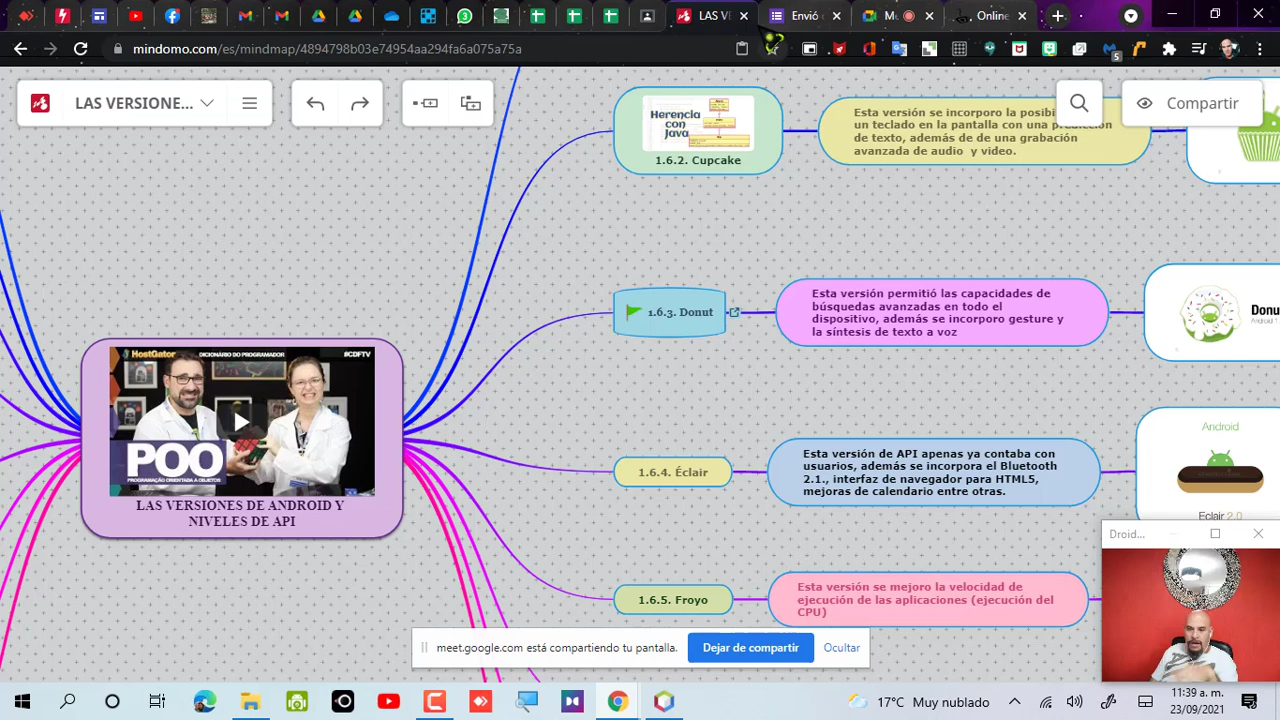 LAS VE
Envió c
M
Online
mindomo.com/es/mindmap/4894798b03e74954aa294fa6a075a75a
5
LAS VERSIONE...
Compartir
Herencia
con
Java
1.6.2. Cupcake
Esta versión se incorporo la posibi
un teclado en la pantalla con una predicción
de texto, además de de una grabación
avanzada de audio y video.
1.6.3. Donut
Esta versión permitió las capacidades de
búsquedas avanzadas en todo el
dispositivo, además se incorporo gesture y
la síntesis de texto a voz
Donu
Android 1
HostGator
DICIONÁRIO DO PROGRAMADOR
#CDFTV
POO
PROGRAMAÇÃO ORIENTADA A OBJETOS
LAS VERSIONES DE ANDROID Y
NIVELES DE API
1.6.4. Éclair
Esta versión de API apenas ya contaba con
usuarios, además se incorpora el Bluetooth
2.1., interfaz de navegador para HTML5,
mejoras de calendario entre otras.
Android
Eclair 2.0
1.6.5. Froyo
Esta versión se mejoro la velocidad de
ejecución de las aplicaciones (ejecución del
CPU)
Droid...
meet.google.com está compartiendo tu pantalla.
Dejar de compartir
Ocultar
17°C Muy nublado
11:39 a. m.
23/09/2021